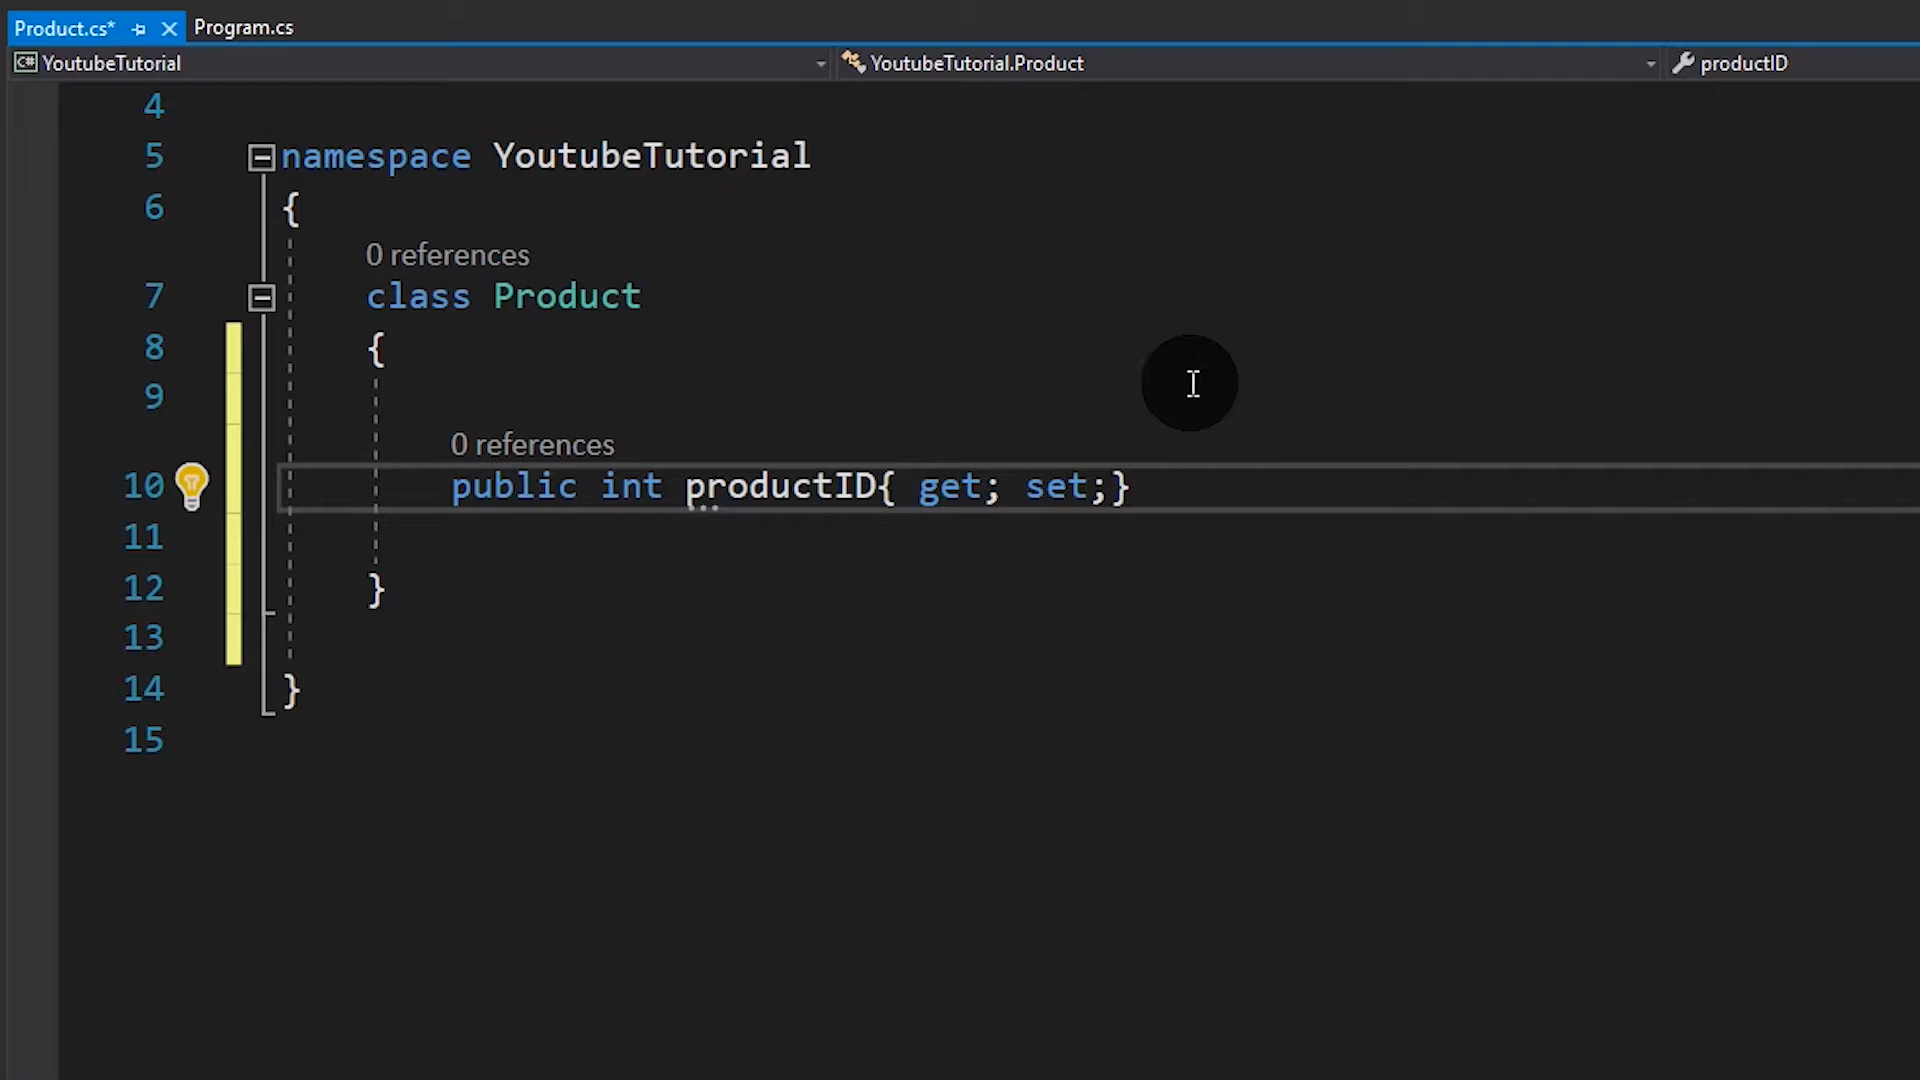 Product.cs* Program.cs
C# YoutubeTutorial YoutubeTutorial.Product productID
4
5 namespace YoutubeTutorial
6 {
0 references
7 class Product
8 {
9
0 references
10 public int productID{ get; set;}
11
12 }
13
14 }
15